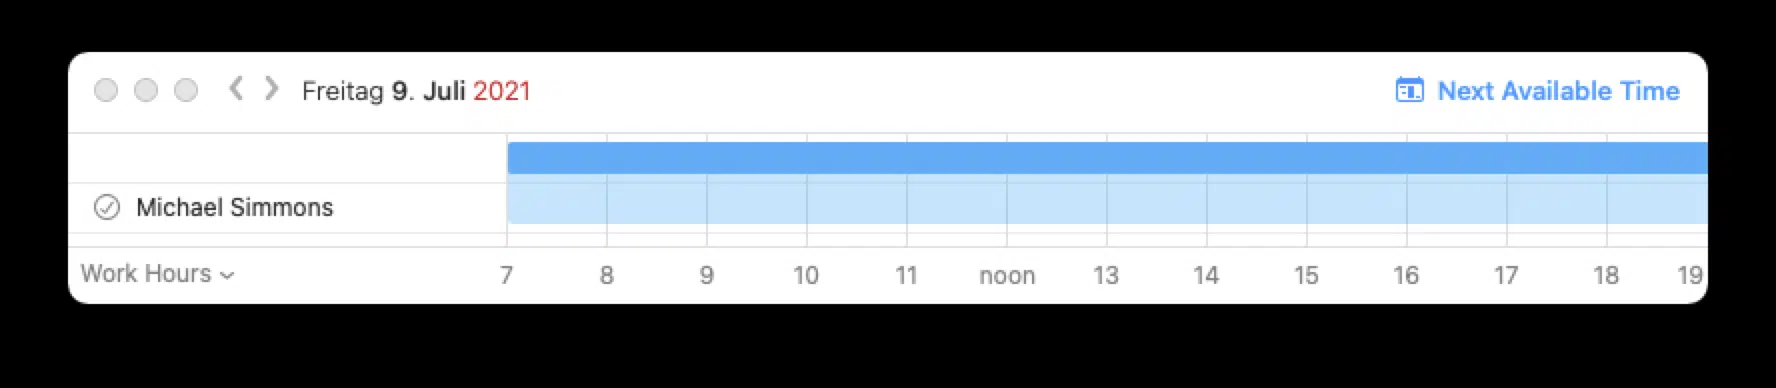 Freitag 9. Juli 2021
Next Available Time
Michael Simmons
Work Hours
7 8 9 10 11 noon 13 14 15 16 17 18 19